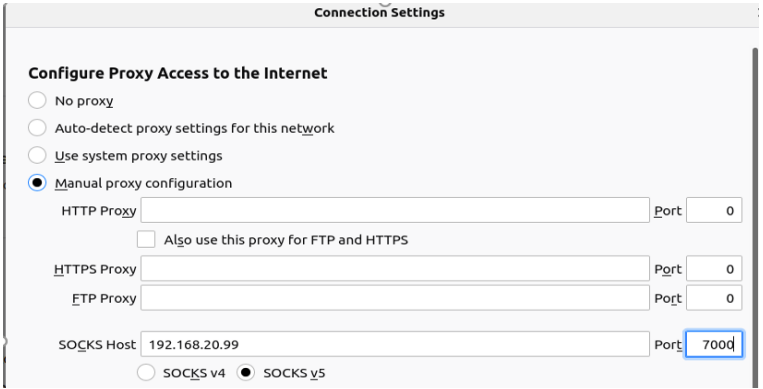 Connection Settings
Configure Proxy Access to the Internet
No proxy
Auto-detect proxy settings for this network
Use system proxy settings
Manual proxy configuration
HTTP Proxy Port 0
Also use this proxy for FTP and HTTPS
HTTPS Proxy Port 0
FTP Proxy Port 0
SOCKS Host 192.168.20.99 Port 7000
SOCKS v4 SOCKS v5